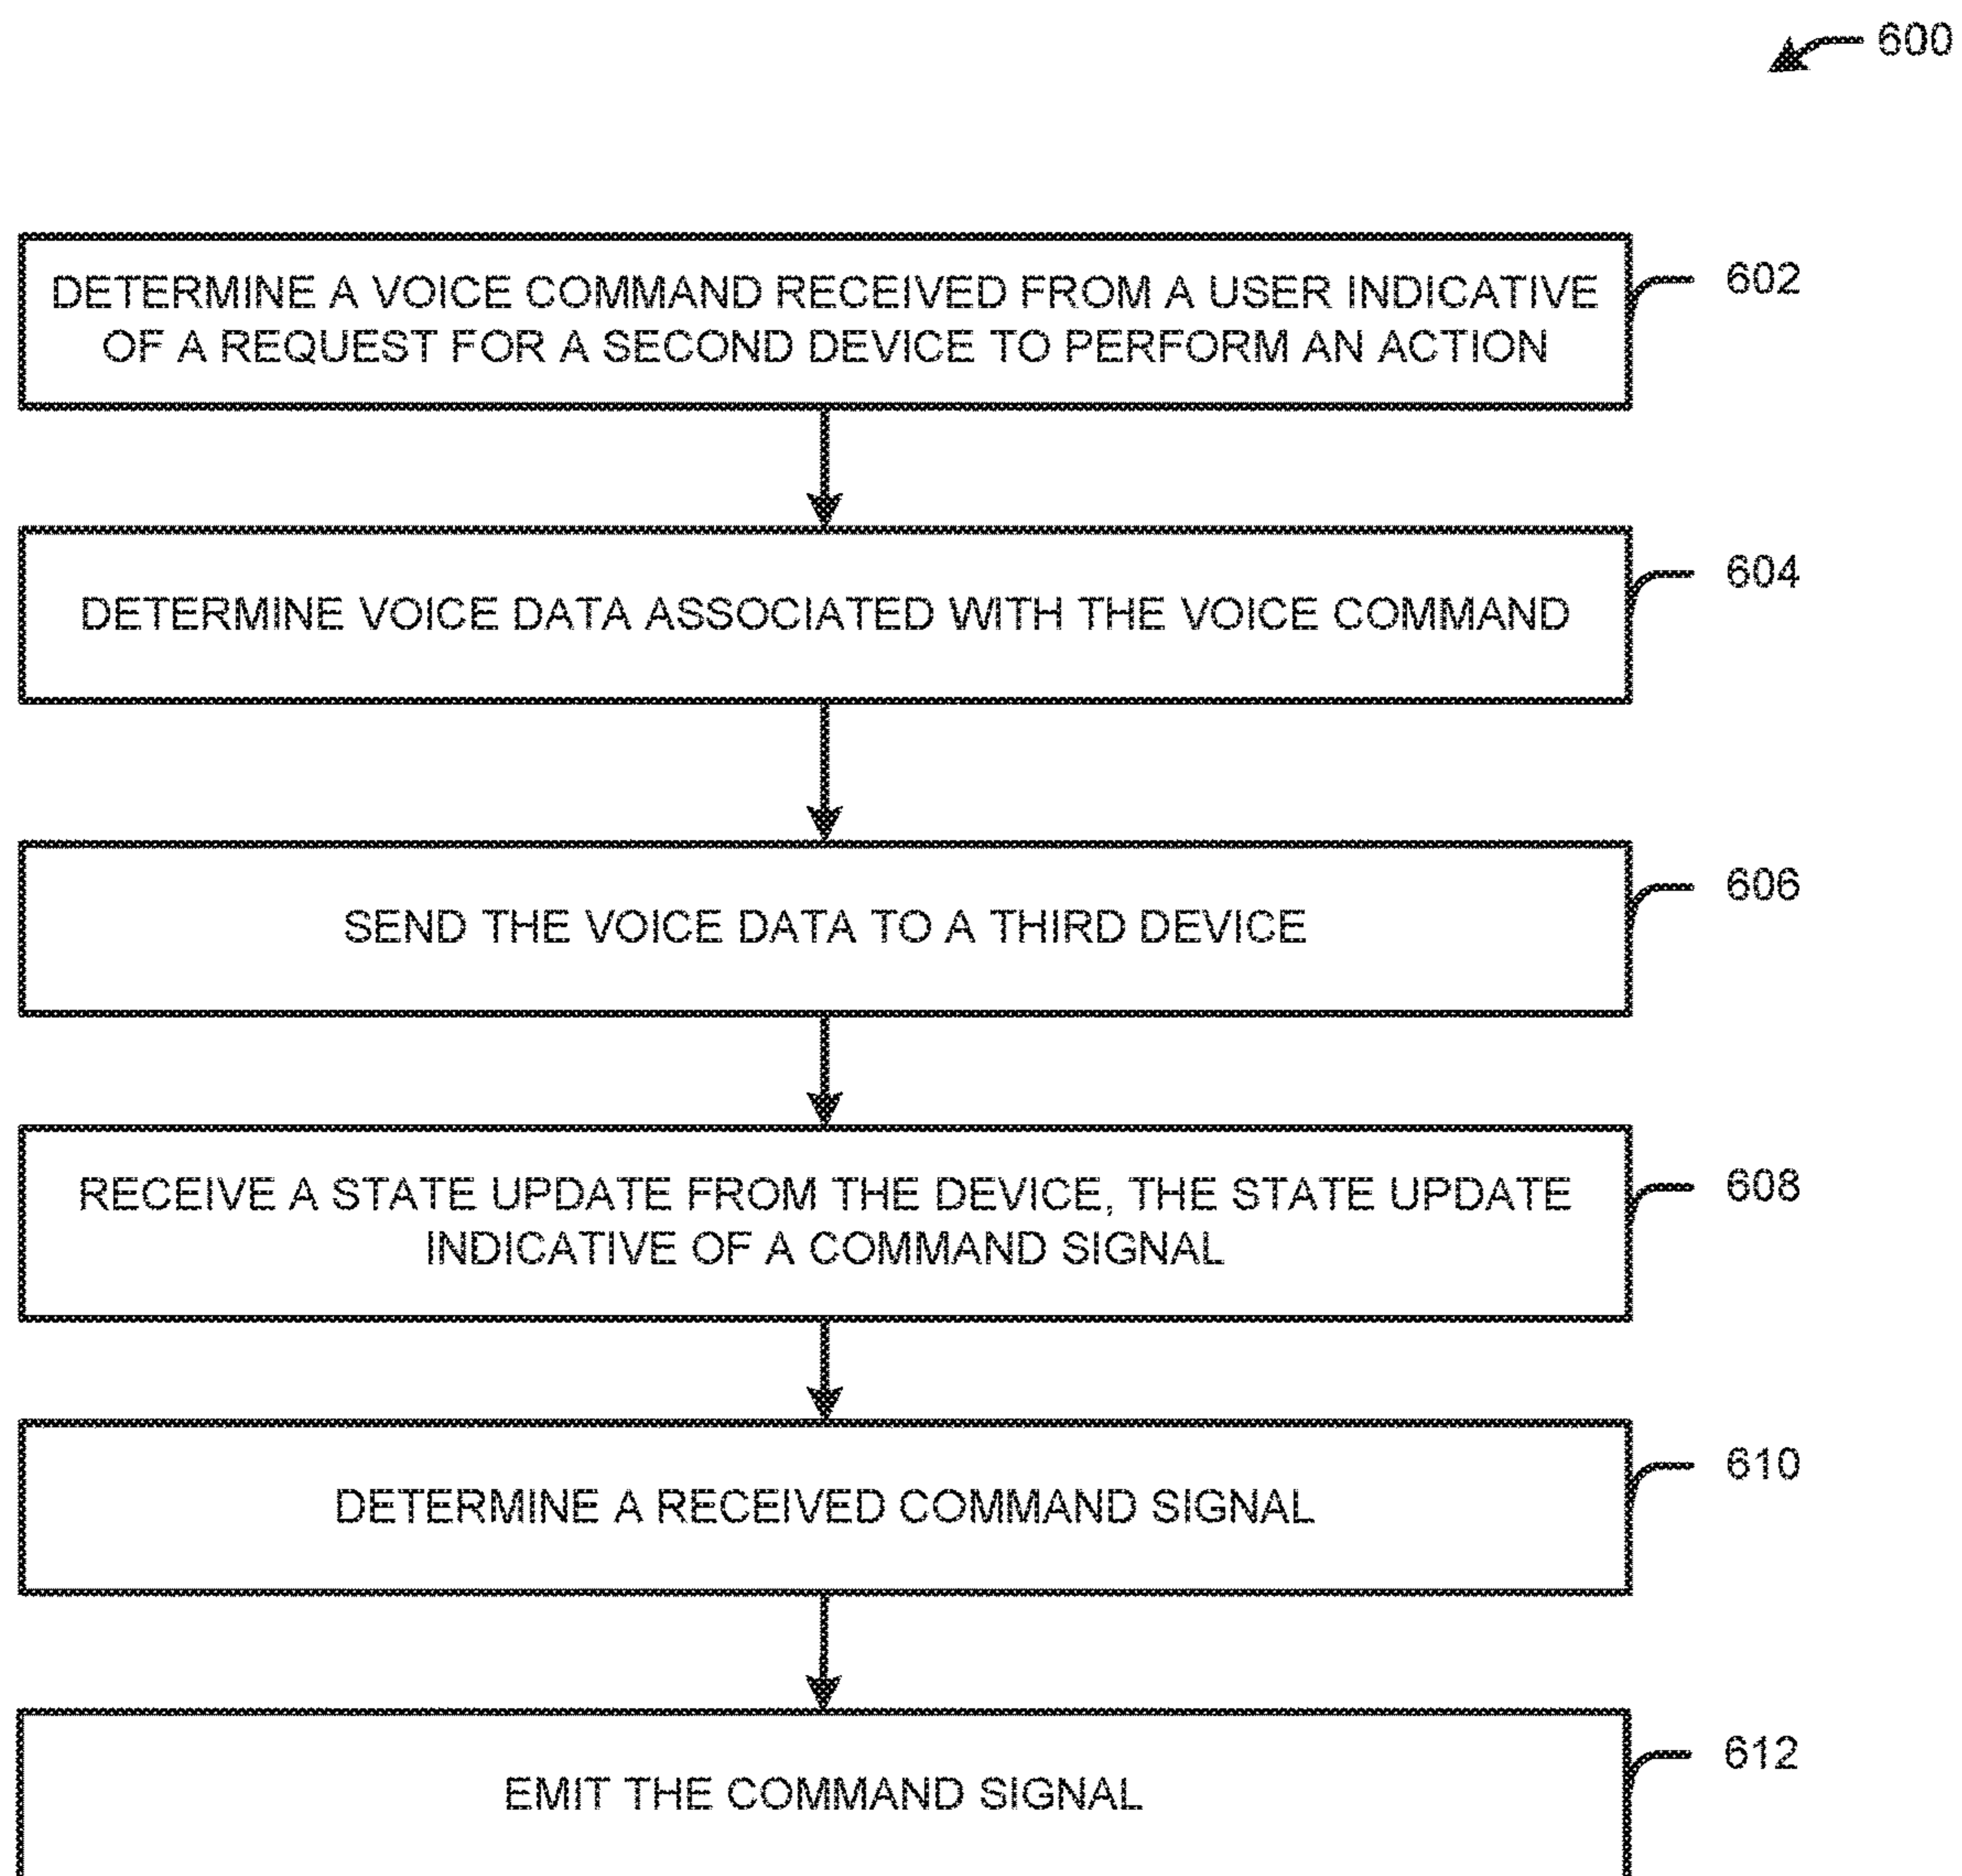 600
DETERMINE A VOICE COMMAND RECEIVED FROM A USER INDICATIVE
OF A REQUEST FOR A SECOND DEVICE TO PERFORM AN ACTION
602
DETERMINE VOICE DATA ASSOCIATED WITH THE VOICE COMMAND
604
SEND THE VOICE DATA TO A THIRD DEVICE
606
RECEIVE A STATE UPDATE FROM THE DEVICE, THE STATE UPDATE
INDICATIVE OF A COMMAND SIGNAL
608
DETERMINE A RECEIVED COMMAND SIGNAL
610
EMIT THE COMMAND SIGNAL
612